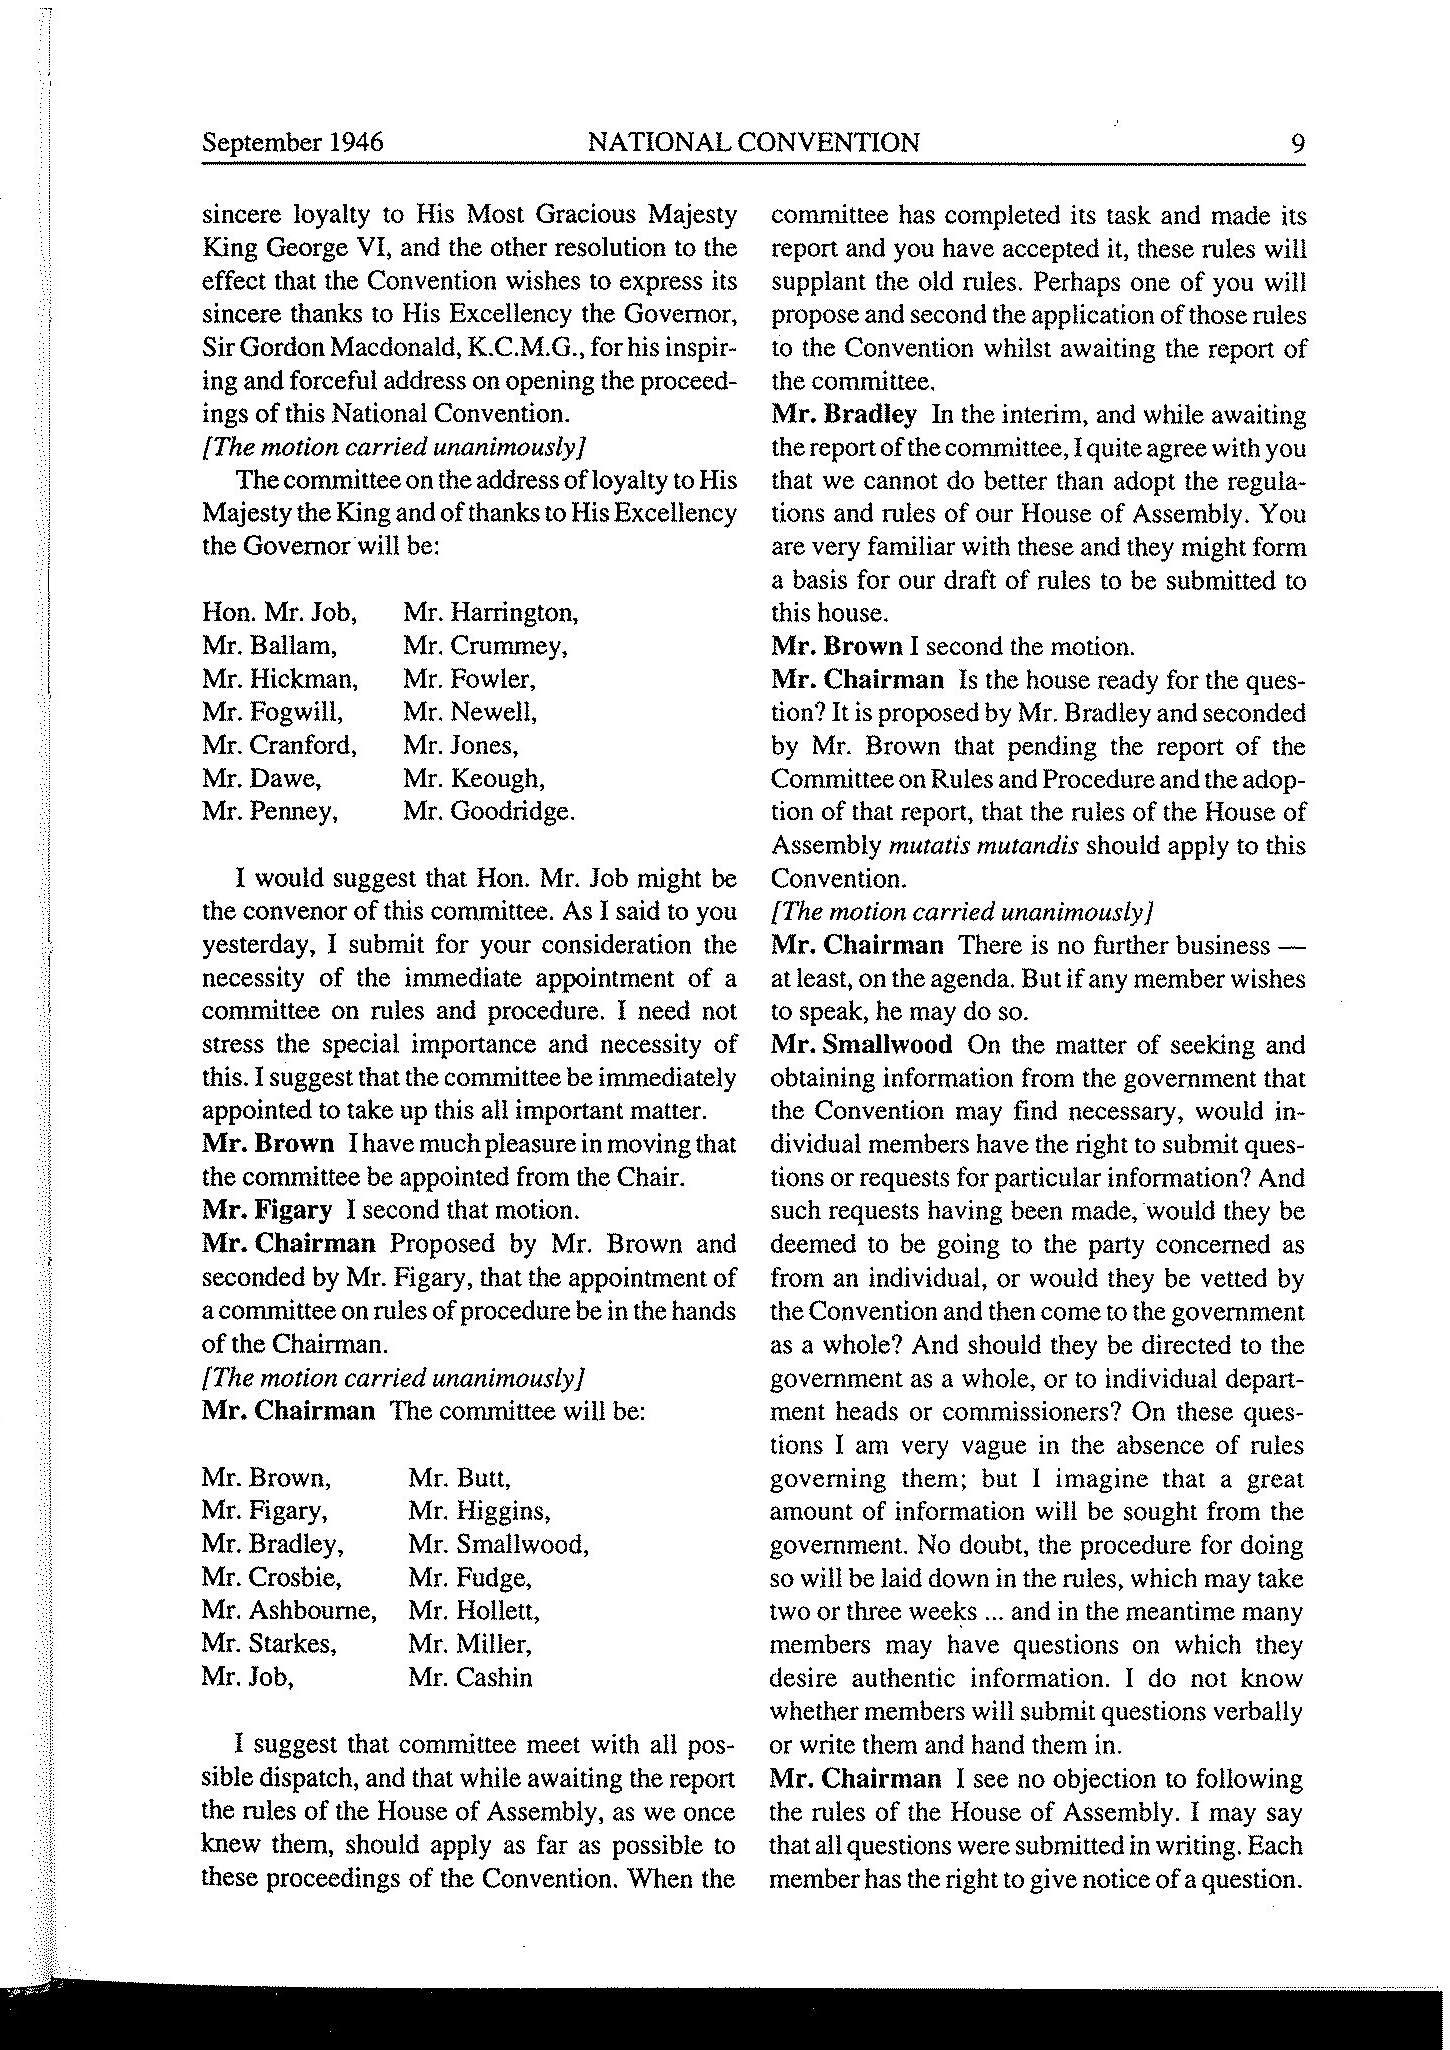 September 1946 NATIONAL CONVENTION 9
sincere loyalty to His Most Gracious Majesty
King George VI, and the other resolution to the
effect that the Convention wishes to express its
sincere thanks to His Excellency the Governor,
Sir Gordon Macdonald, K.C.M.G., for his inspir-
ing and forceful address on opening the proceed-
ings of this National Convention.
[The motion carried unanimously]
The committee on the address of loyalty to His
Majesty the King and of thanks to His Excellency
the Governor will be:
Hon. Mr. Job, Mr. Harrington,
Mr. Ballam, Mr. Crummey,
Mr. Hickman, Mr. Fowler,
Mr. Fogwill, Mr. Newell,
Mr. Cranford, Mr. Jones,
Mr. Dawe, Mr. Keough,
Mr. Penney, Mr. Goodridge.
I would suggest that Hon. Mr. Job might be
the convenor of this committee. As I said to you
yesterday, I submit for your consideration the
necessity of the immediate appointment of a
committee on rules and procedure. I need not
stress the special importance and necessity of
this. I suggest that the committee be immediately
appointed to take up this all important matter.
Mr. Brown I have much pleasure in moving that
the committee be appointed from the Chair.
Mr. Figary I second that motion.
Mr. Chairman Proposed by Mr. Brown and
seconded by Mr. Figary, that the appointment of
a committee on rules of procedure be in the hands
of the Chairman.
[The motion carried unanimously]
Mr. Chairman The committee will be:
Mr. Brown, Mr. Butt,
Mr. Figary, Mr. Higgins,
Mr. Bradley, Mr. Smallwood,
Mr. Crosbie, Mr. Fudge,
Mr. Ashbourne, Mr. Hollett,
Mr. Starkes, Mr. Miller,
Mr. Job, Mr. Cashin
I suggest that committee meet with all pos-
sible dispatch, and that while awaiting the report
the rules of the House of Assembly, as we once
knew them, should apply as far as possible to
these proceedings of the Convention. When the
committee has completed its task and made its
report and you have accepted it, these rules will
supplant the old rules. Perhaps one of you will
propose and second the application of those rules
to the Convention whilst awaiting the report of
the committee.
Mr. Bradley In the interim, and while awaiting
the report of the committee, I quite agree with you
that we cannot do better than adopt the regula-
tions and rules of our House of Assembly. You
are very familiar with these and they might form
a basis for our draft of rules to be submitted to
this house.
Mr. Brown I second the motion.
Mr. Chairman Is the house ready for the ques-
tion? It is proposed by Mr. Bradley and seconded
by Mr. Brown that pending the report of the
Committee on Rules and Procedure and the adop-
tion of that report, that the rules of the House of
Assembly mutatis mutandis should apply to this
Convention.
[The motion carried unanimously]
Mr. Chairman There is no further business —
at least, on the agenda. But if any member wishes
to speak, he may do so.
Mr. Smallwood On the matter of seeking and
obtaining information from the government that
the Convention may find necessary, would in-
dividual members have the right to submit ques-
tions or requests for particular information? And
such requests having been made, would they be
deemed to be going to the party concerned as
from an individual, or would they be vetted by
the Convention and then come to the government
as a whole? And should they be directed to the
government as a whole, or to individual depart-
ment heads or commissioners? On these ques-
tions I am very vague in the absence of rules
governing them; but I imagine that a great
amount of information will be sought from the
government. No doubt, the procedure for doing
so will be laid down in the rules, which may take
two or three weeks ... and in the meantime many
members may have questions on which they
desire authentic information. I do not know
whether members will submit questions verbally
or write them and hand them in.
Mr. Chairman I see no objection to following
the rules of the House of Assembly. I may say
that all questions were submitted in writing. Each
member has the right to give notice of a question.